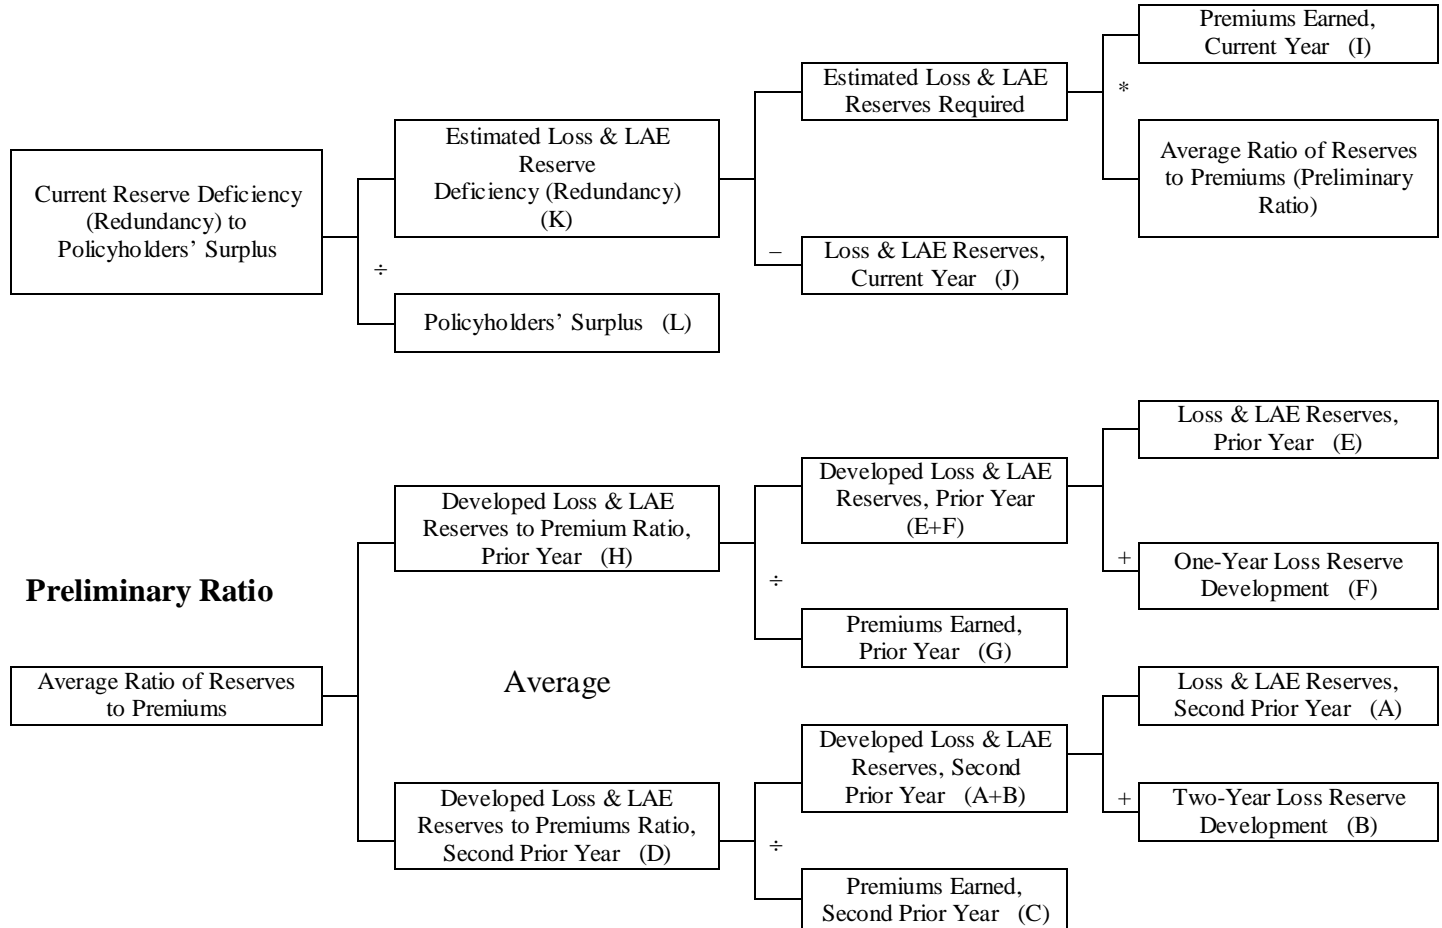 Premiums Earned,
Current Year (I)
Estimated Loss & LAE
Reserves Required
*
Estimated Loss & LAE
Reserve
Deficiency (Redundancy)
(K)
Average Ratio of Reserves
to Premiums (Preliminary
Ratio)
Current Reserve Deficiency
(Redundancy) to
Policyholders’ Surplus
÷
–
Loss & LAE Reserves,
Current Year (J)
Policyholders’ Surplus (L)
Loss & LAE Reserves,
Prior Year (E)
Developed Loss & LAE
Reserves, Prior Year
(E+F)
Developed Loss & LAE
Reserves to Premium Ratio,
Prior Year (H)
+
One-Year Loss Reserve
Development (F)
÷
Preliminary Ratio
Premiums Earned,
Prior Year (G)
Average Ratio of Reserves
to Premiums
Average
Loss & LAE Reserves,
Second Prior Year (A)
Developed Loss & LAE
Reserves, Second
Prior Year (A+B)
Developed Loss & LAE
Reserves to Premiums Ratio,
Second Prior Year (D)
+
Two-Year Loss Reserve
Development (B)
÷
Premiums Earned,
Second Prior Year (C)